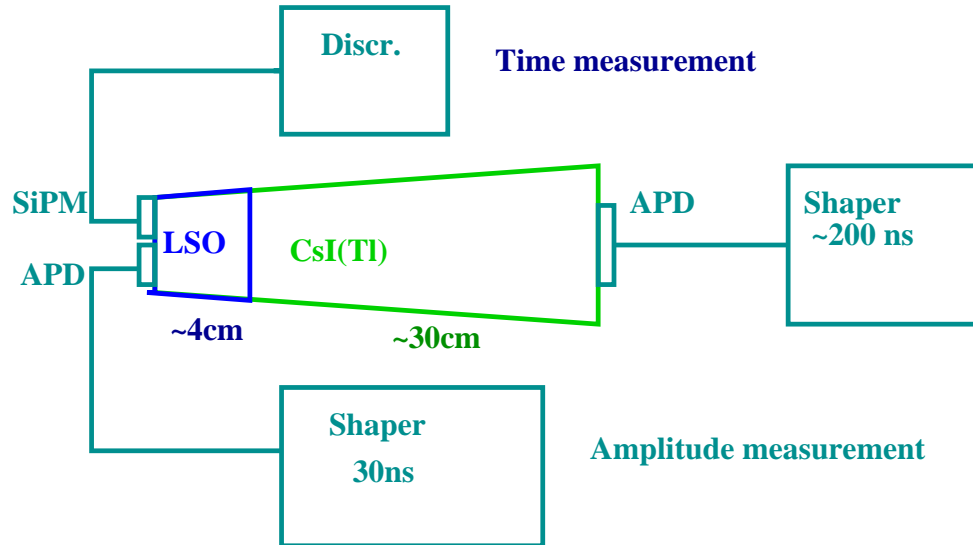 Discr.
Time measurement
SiPM
APD
LSO
CsI(Tl)
APD
Shaper
~200 ns
~4cm
~30cm
Shaper
30ns
Amplitude measurement